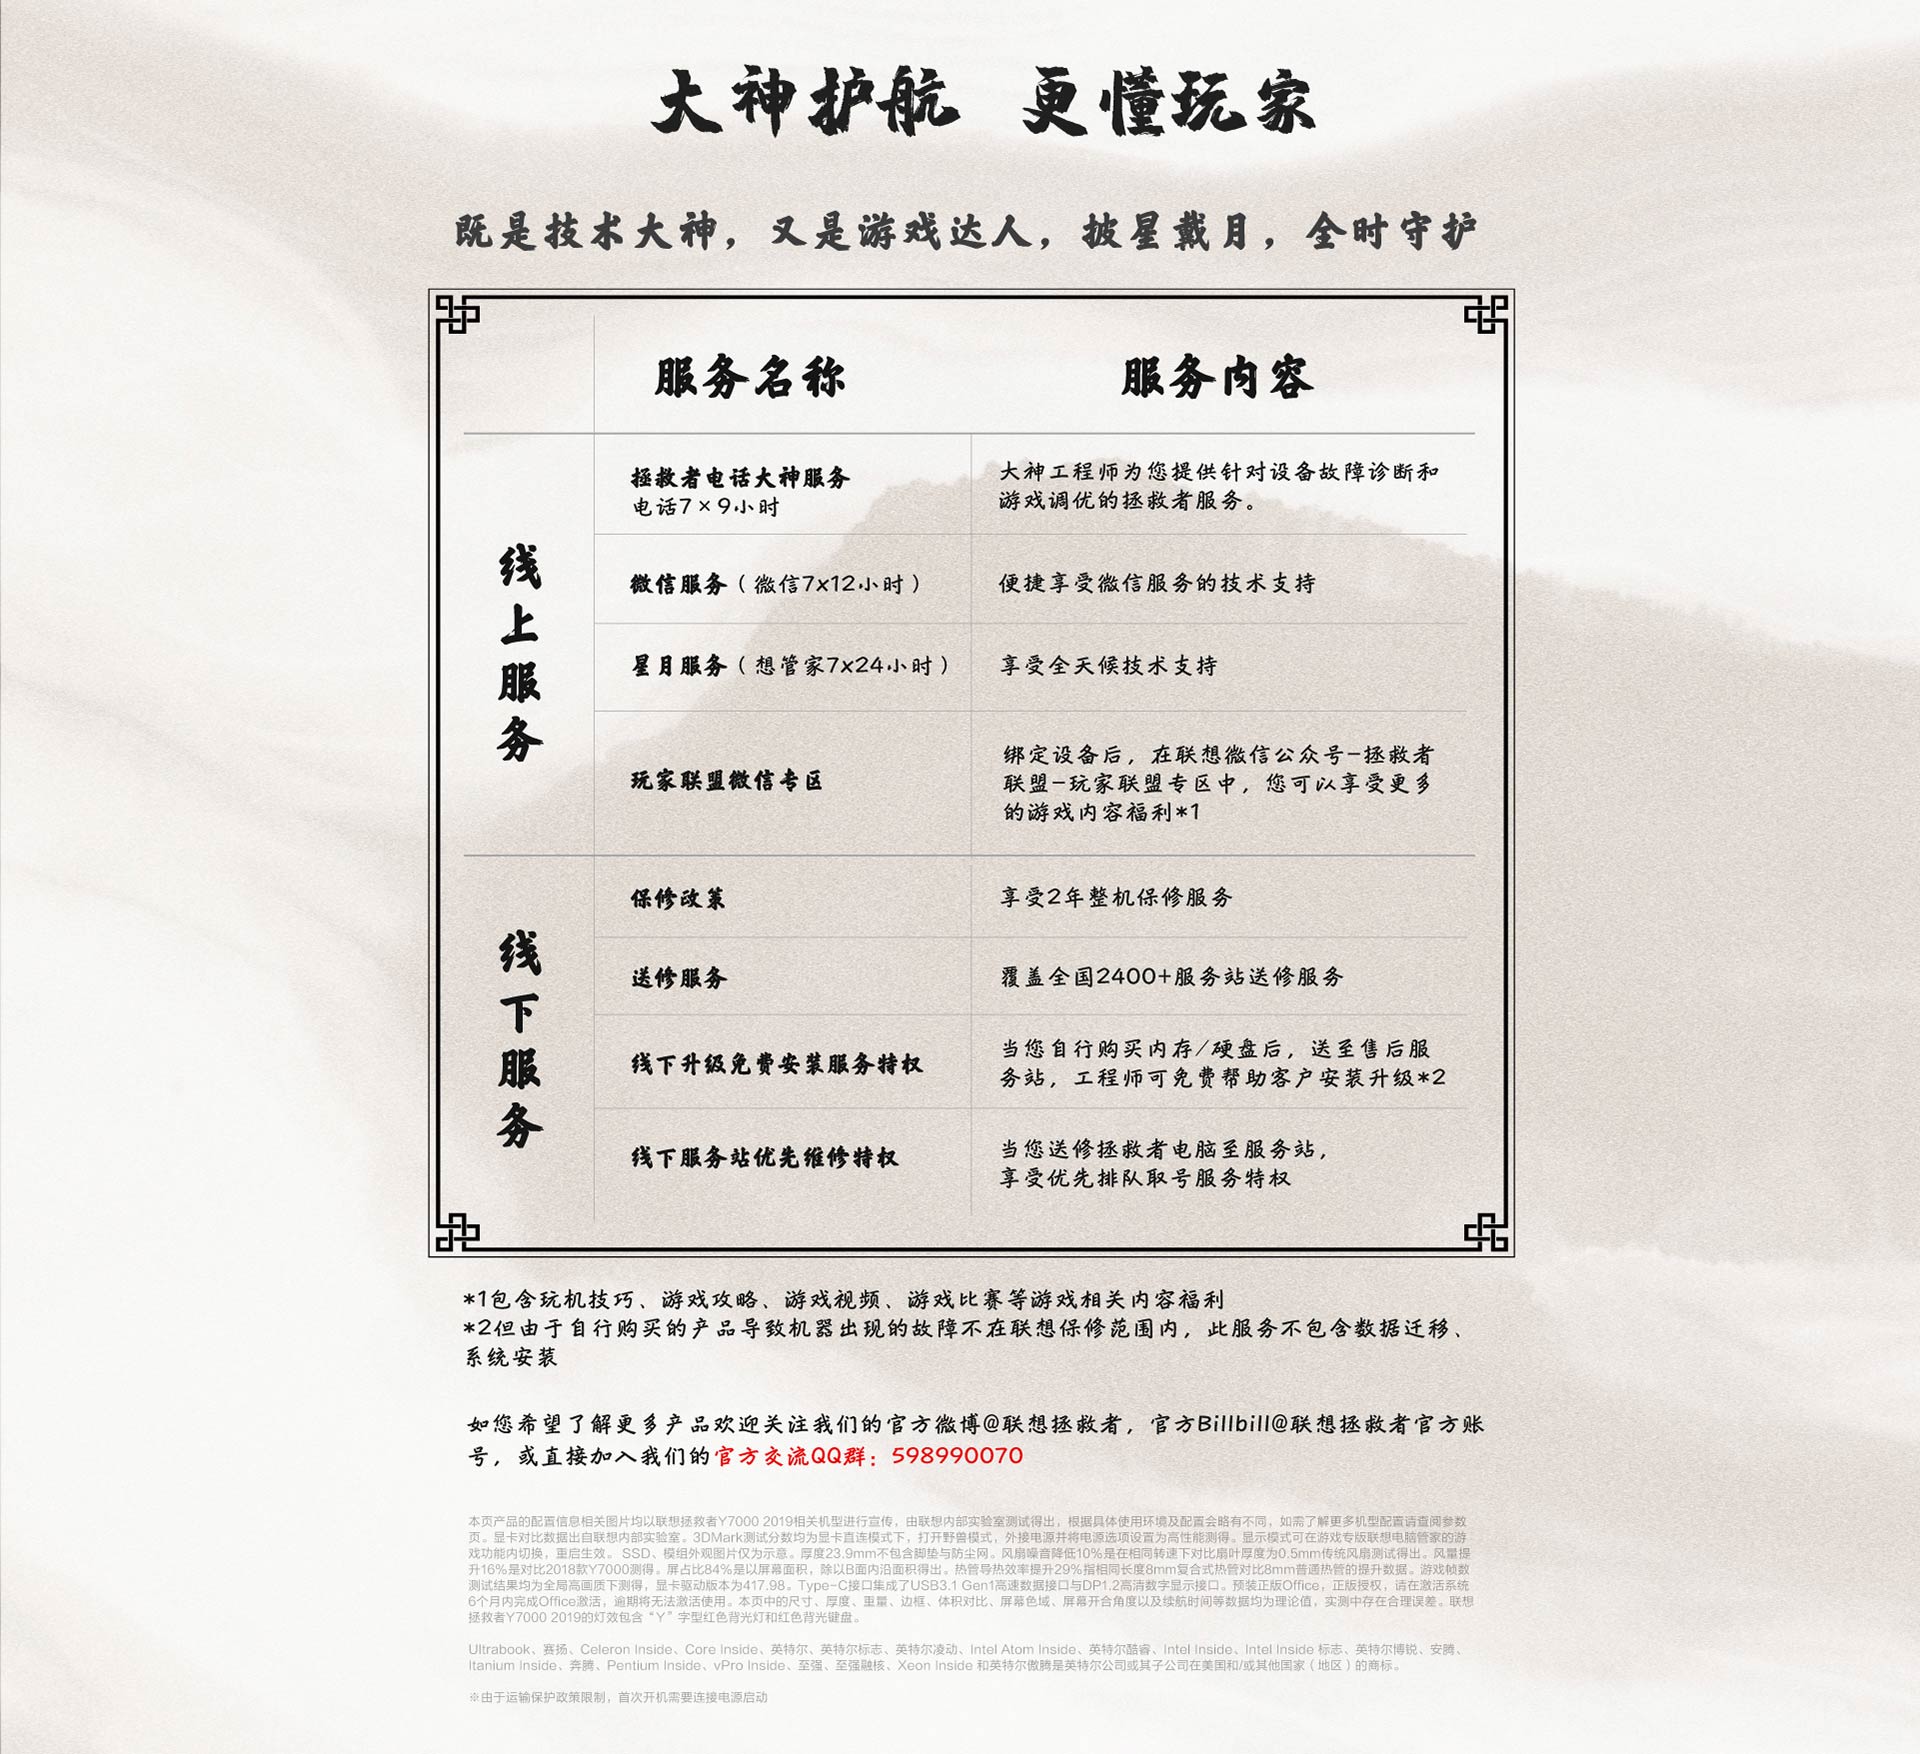 大神护航 更懂玩家
既是技术大神，又是游戏达人，披星戴月，全时守护
服务名称 服务内容
线上服务
拯救者电话大神服务
电话7×9小时
大神工程师为您提供针对设备故障诊断和
游戏调优的拯救者服务。
微信服务（微信7x12小时）
便捷享受微信服务的技术支持
星月服务（想管家7x24小时）
享受全天候技术支持
玩家联盟微信专区
绑定设备后，在联想微信公众号-拯救者
联盟-玩家联盟专区中，您可以享受更多
的游戏内容福利*1
线下服务
保修政策
享受2年整机保修服务
送修服务
覆盖全国2400+服务站送修服务
线下升级免费安装服务特权
当您自行购买内存/硬盘后，送至售后服
务站，工程师可免费帮助客户安装升级*2
线下服务站优先维修特权
当您送修拯救者电脑至服务站，
享受优先排队取号服务特权
*1包含玩机技巧、游戏攻略、游戏视频、游戏比赛等游戏相关内容福利
*2但由于自行购买的产品导致机器出现的故障不在联想保修范围内，此服务不包含数据迁移、
系统安装
如您希望了解更多产品欢迎关注我们的官方微博@联想拯救者，官方Billbill@联想拯救者官方账
号，或直接加入我们的官方交流QQ群：598990070
本页产品的配置信息相关图片均以联想拯救者Y7000 2019相关机型进行宣传，由联想内部实验室测试得出，根据具体使用环境及配置会略有不同，如需了解更多机型配置请查阅参数
页。显卡对比数据出自联想内部实验室。3DMark测试分数均为显卡直连模式下，打开野兽模式，外接电源并将电源选项设置为高性能测得。显示模式可在游戏专版联想电脑管家的游
戏功能内切换，重启生效。 SSD、模组外观图片仅为示意。厚度23.9mm不包含脚垫与防尘网。风扇噪音降低10%是在相同转速下对比扇叶厚度为0.5mm传统风扇测试得出。风量提
升16%是对比2018款Y7000测得。屏占比84%是以屏幕面积，除以B面内沿面积得出。热管导热效率提升29%指相同长度8mm复合式热管对比8mm普通热管的提升数据。游戏帧数
测试结果均为全局高画质下测得，显卡驱动版本为417.98。Type-C接口集成了USB3.1 Gen1高速数据接口与DP1.2高清数字显示接口。预装正版Office，正版授权，请在激活系统
6个月内完成Office激活，逾期将无法激活使用。本页中的尺寸、厚度、重量、边框、体积对比、屏幕色域、屏幕开合角度以及续航时间等数据均为理论值，实测中存在合理误差。联想
拯救者Y7000 2019的灯效包含“Y”字型红色背光灯和红色背光键盘。
Ultrabook、赛扬、Celeron Inside、Core Inside、英特尔、英特尔标志、英特尔凌动、Intel Atom Inside、英特尔酷睿、Intel Inside、Intel Inside 标志、英特尔博锐、安腾、
Itanium Inside、奔腾、Pentium Inside、vPro Inside、至强、至强融核、Xeon Inside 和英特尔傲腾是英特尔公司或其子公司在美国和/或其他国家（地区）的商标。
※由于运输保护政策限制，首次开机需要连接电源启动